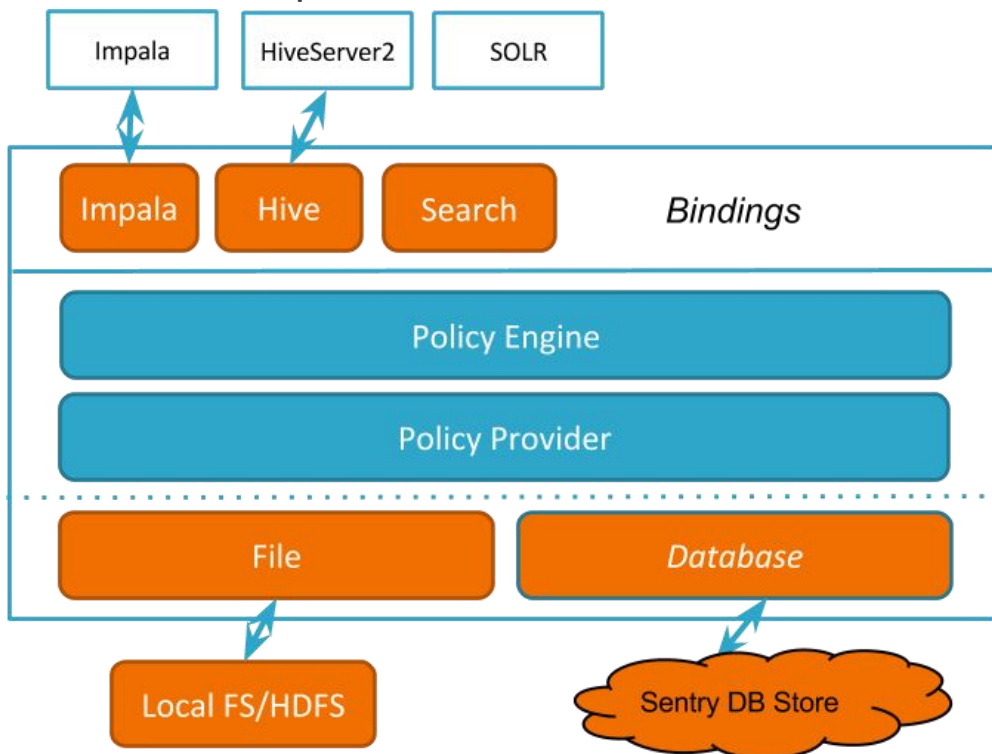 Impala
HiveServer2
SOLR
Impala
Hive
Search
Bindings
Policy Engine
Policy Provider
File
Database
Local FS/HDFS
Sentry DB Store